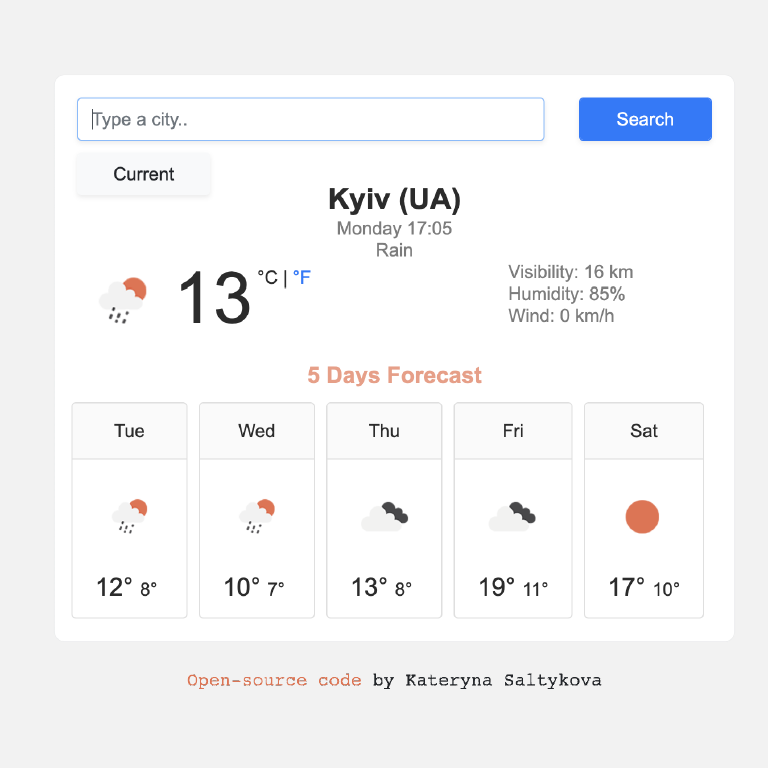 Type a city..
Search
Current
Kyiv (UA)
Monday 17:05
Rain
13 °C | °F
Visibility: 16 km
Humidity: 85%
Wind: 0 km/h
5 Days Forecast
Tue
Wed
Thu
Fri
Sat
12° 8°
10° 7°
13° 8°
19° 11°
17° 10°
Open-source code by Kateryna Saltykova